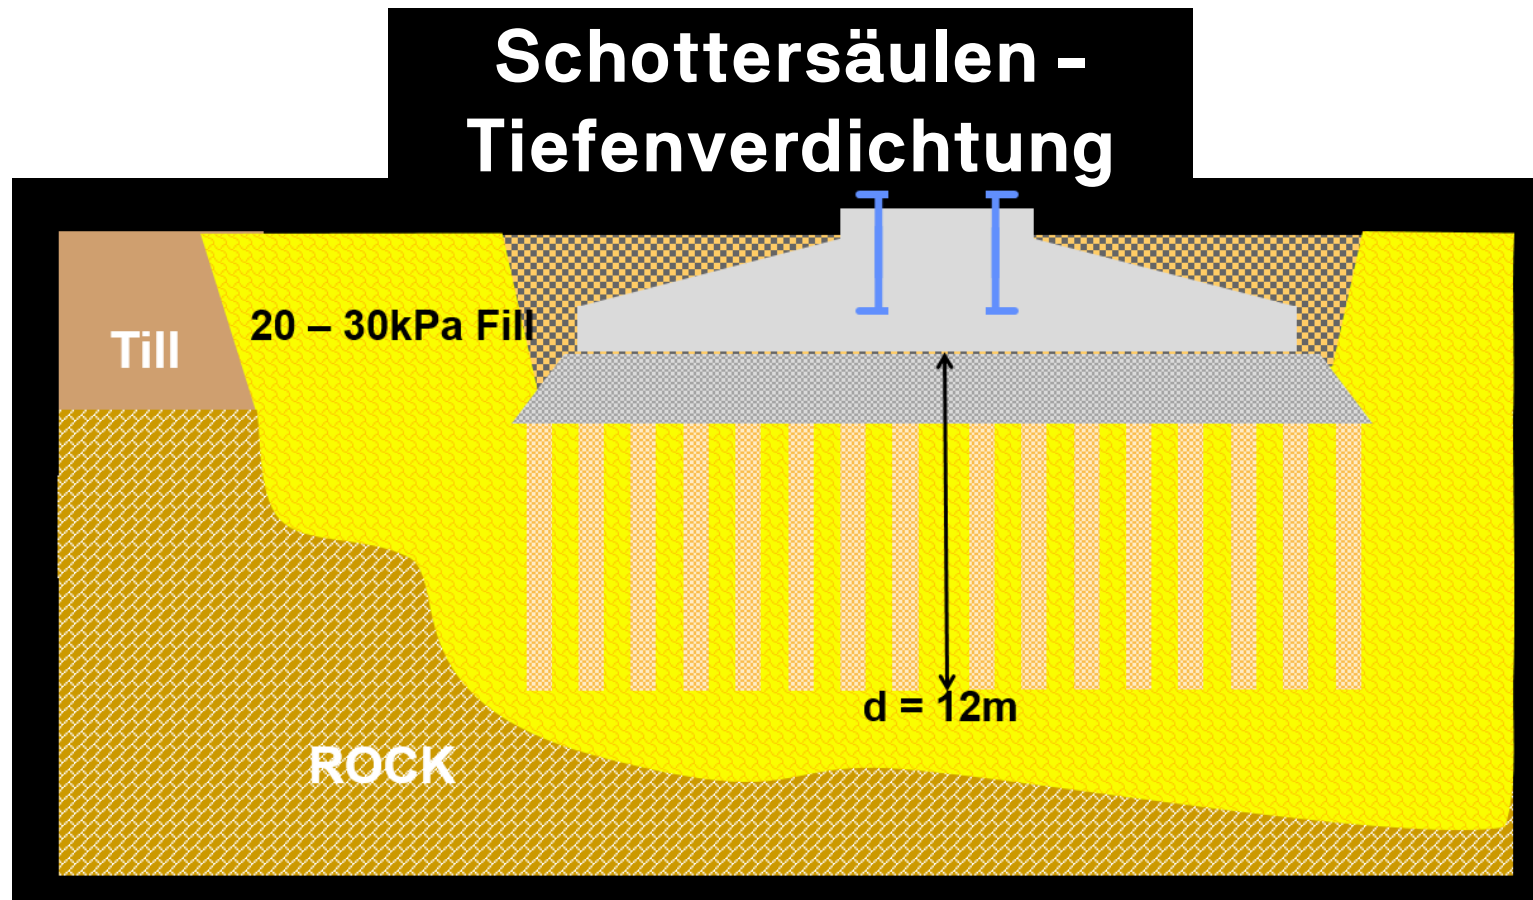 Schottersäulen –
Tiefenverdichtung
20 – 30kPa Fill
Till
d = 12m
ROCK